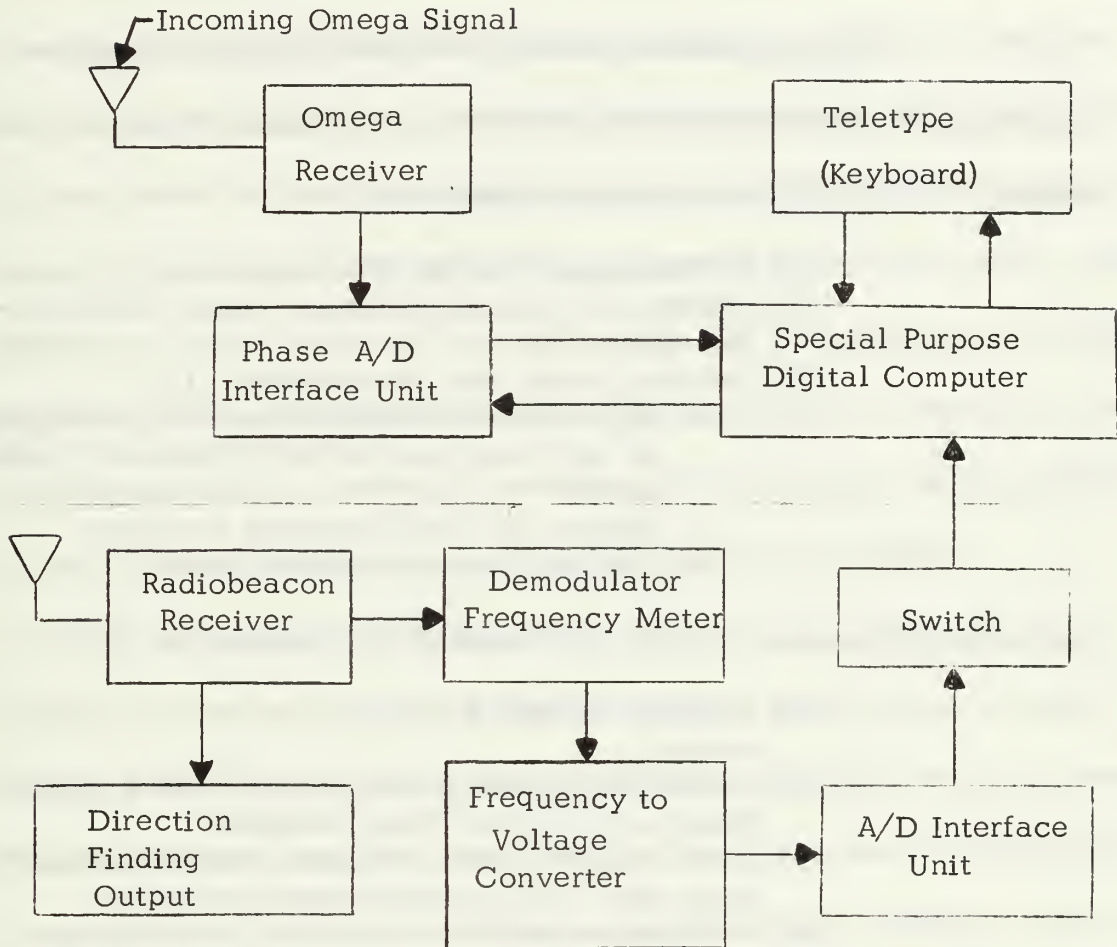 Incoming Omega Signal
Omega
Receiver
Teletype
(Keyboard)
Phase A/D
Interface Unit
Special Purpose
Digital Computer
Radiobeacon
Receiver
Demodulator
Frequency Meter
Switch
Direction
Finding
Output
Frequency to
Voltage
Converter
A/D Interface
Unit